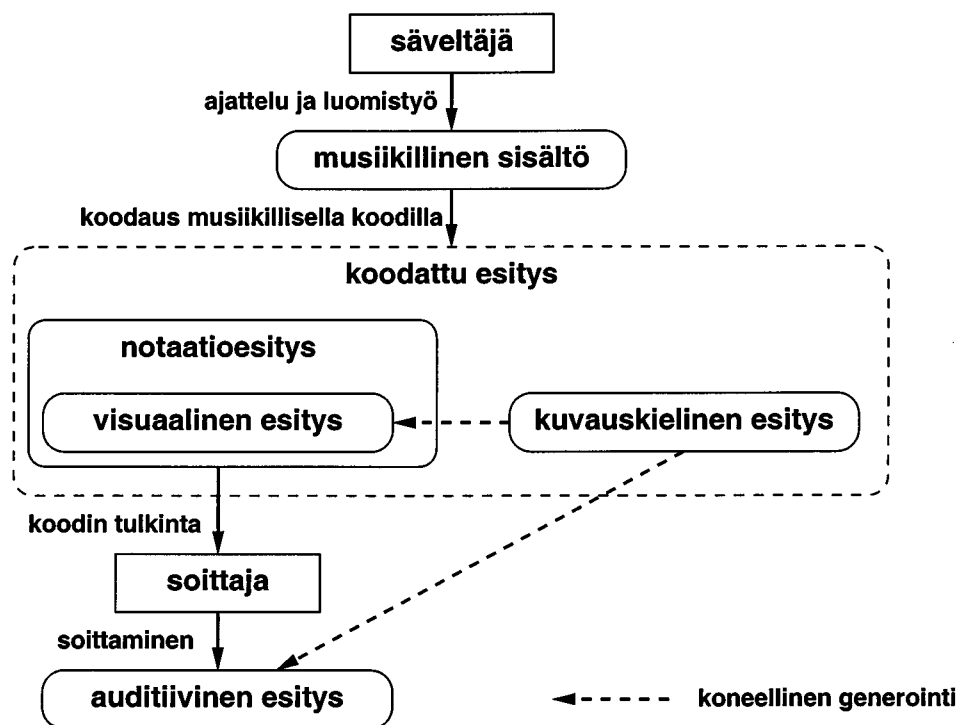 säveltäjä
ajattelu ja luomistyö
musiikillinen sisältö
koodaus musiikillisella koodilla
koodattu esitys
notaatioesitys
visuaalinen esitys
kuvauskielinen esitys
koodin tulkinta
soittaja
soittaminen
auditiivinen esitys
koneellinen generointi